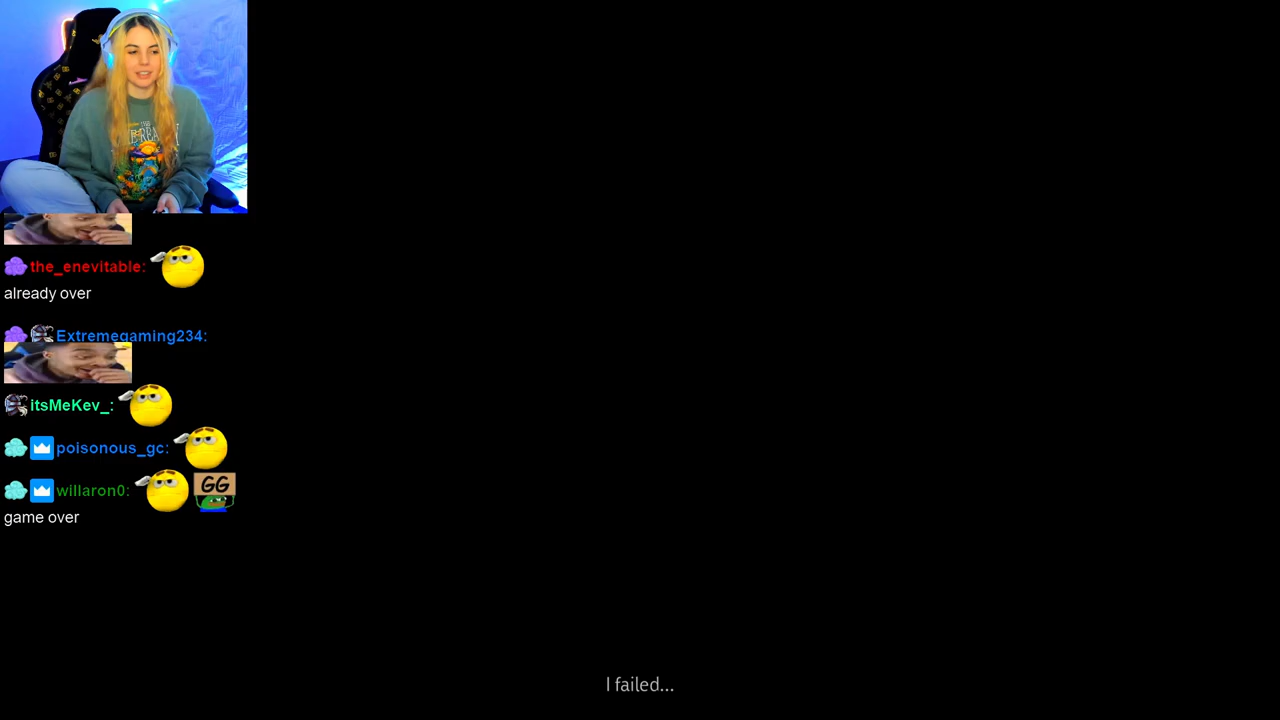 the_enevitable:
already over
Extremegaming234:
itsMeKev_:
poisonous_gc:
willaron0: GG
game over
I failed...